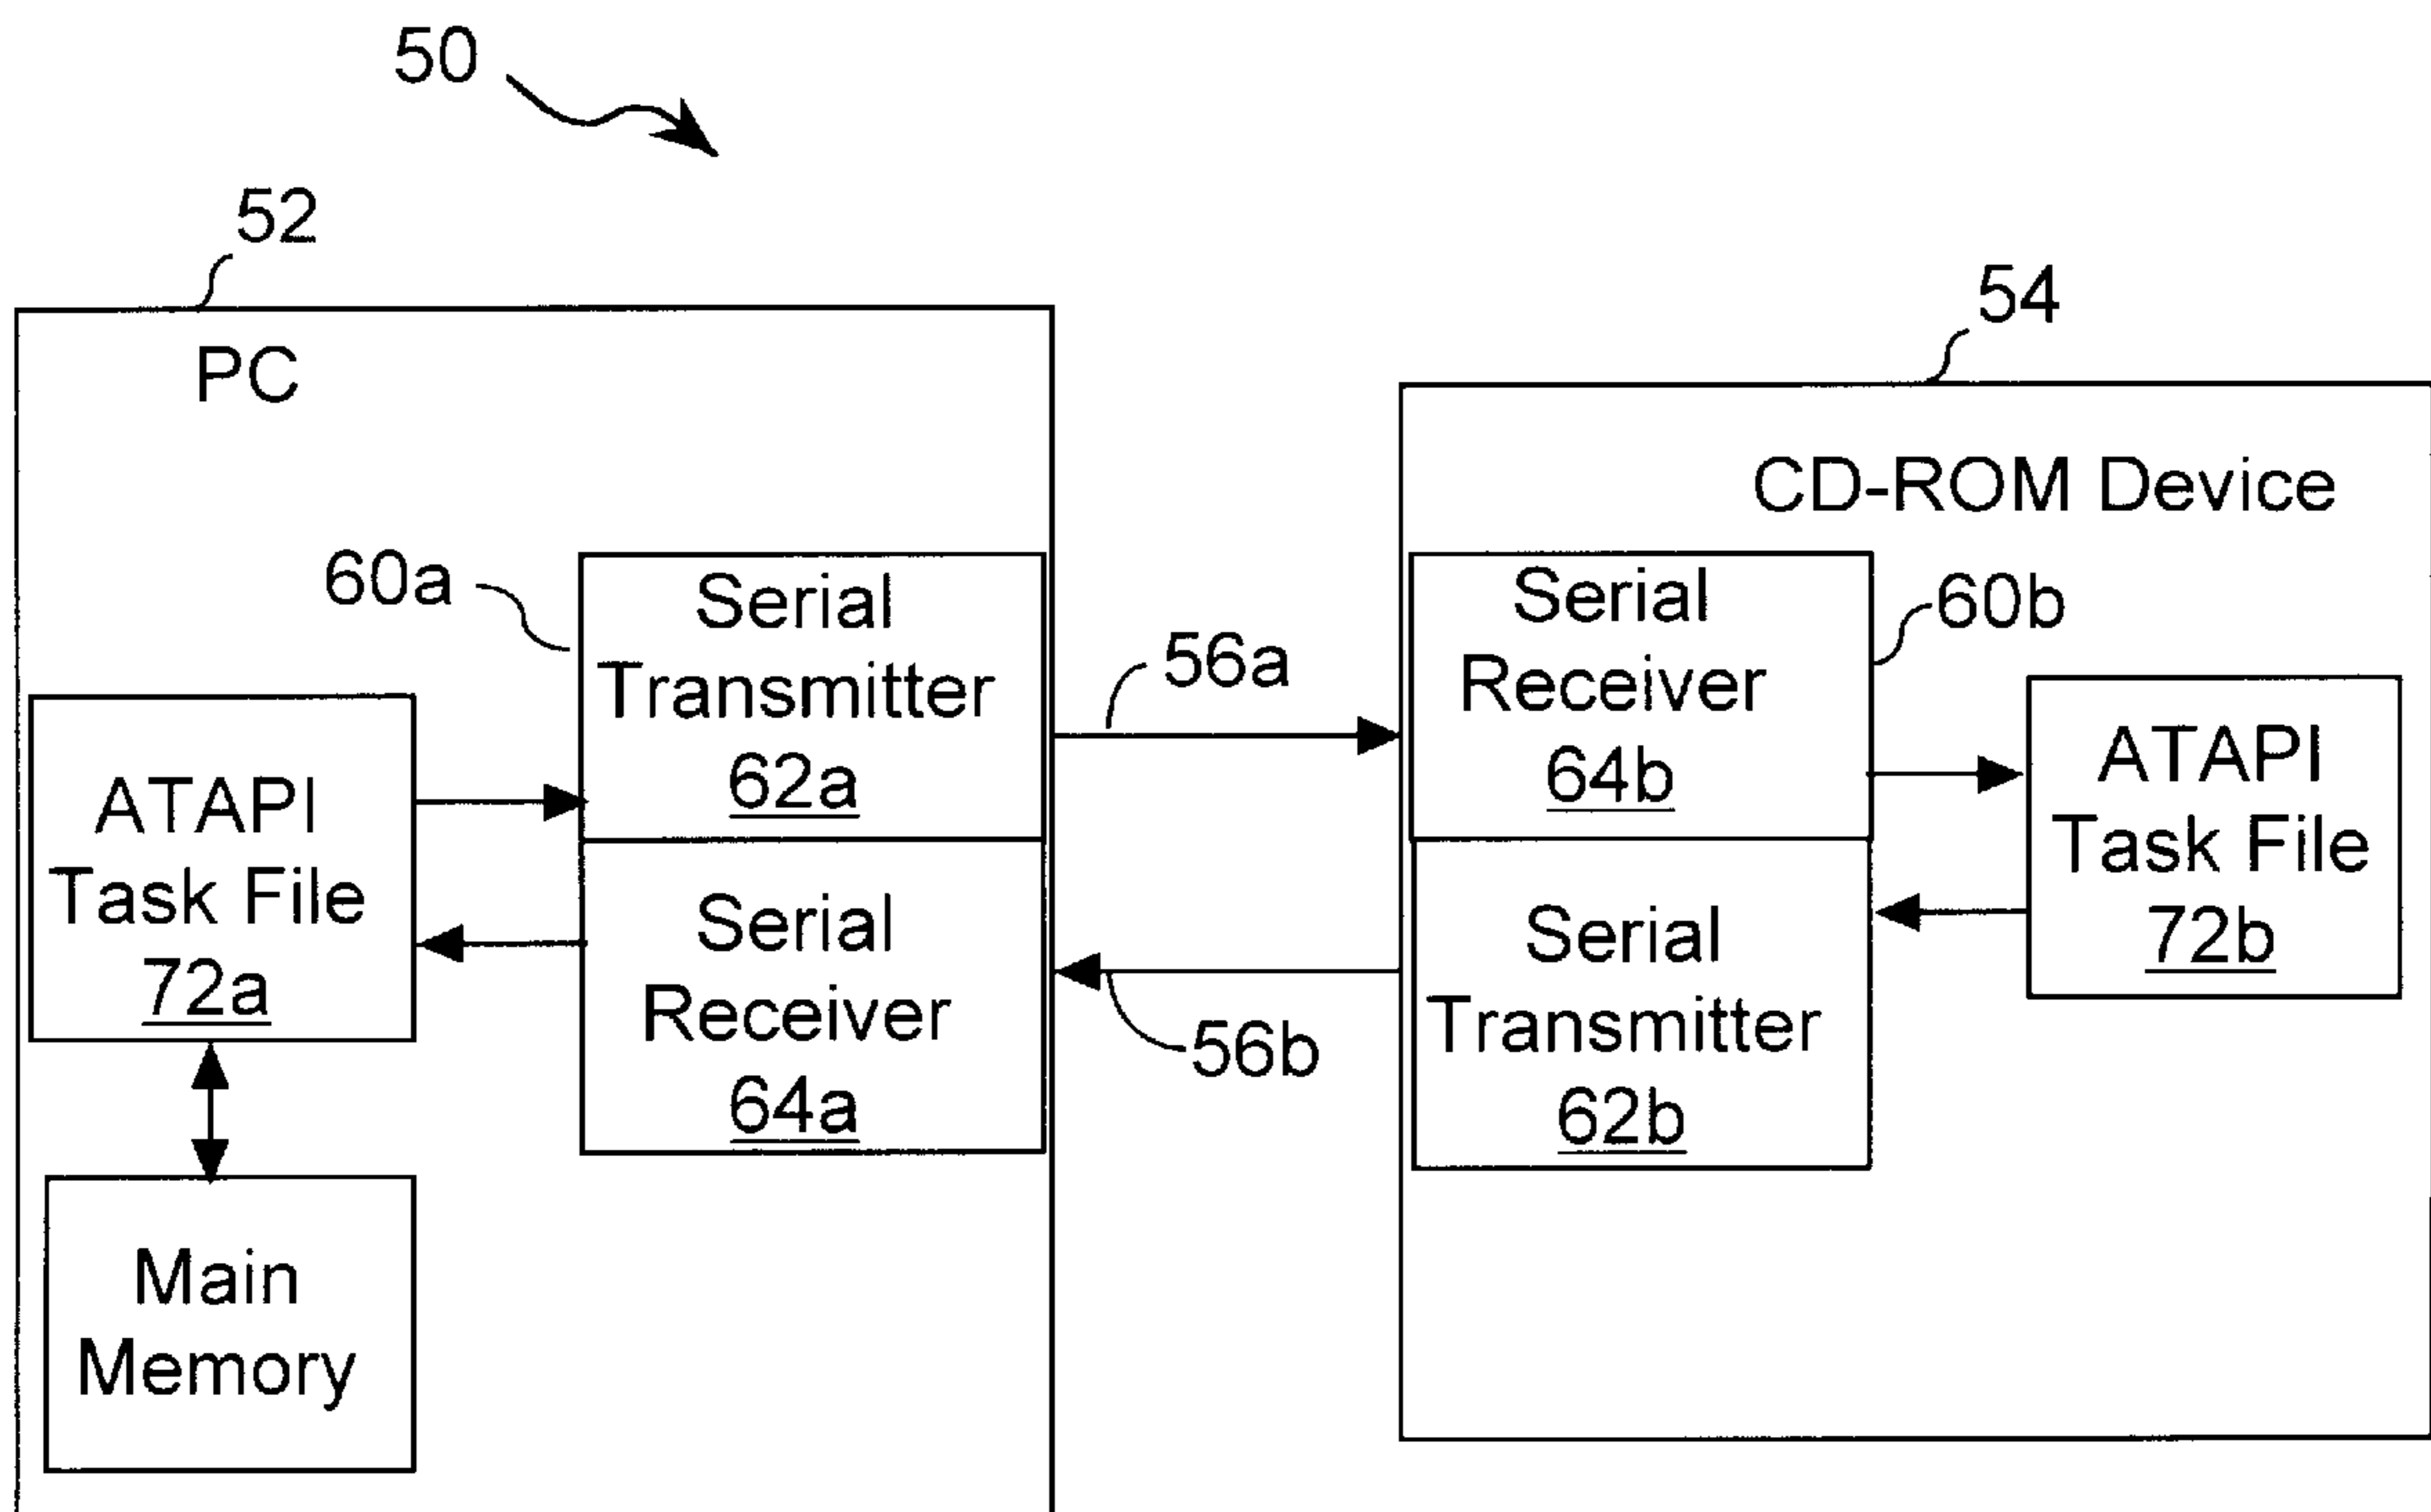 50
52
54
PC
CD-ROM Device
60a
Serial
Transmitter
62a
56a
Serial
Receiver
64b
60b
ATAPI
Task File
72a
Serial
Receiver
64a
56b
Serial
Transmitter
62b
ATAPI
Task File
72b
Main
Memory